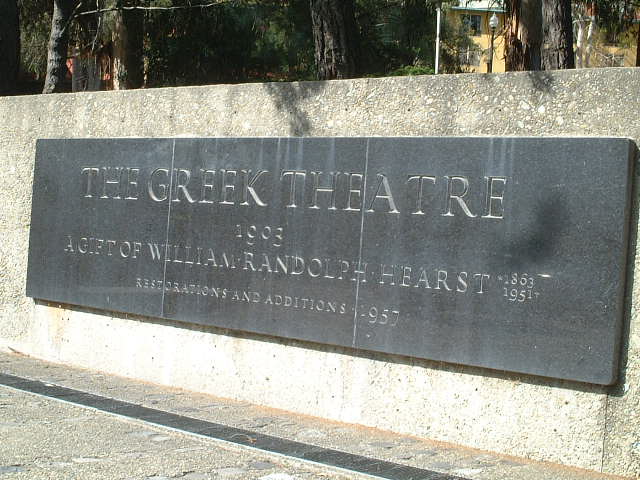 THE GREEK THEATRE
1903
A GIFT OF WILLIAM · RANDOLPH · HEARST *1863
1951†
RESTORATIONS AND ADDITIONS · 1957